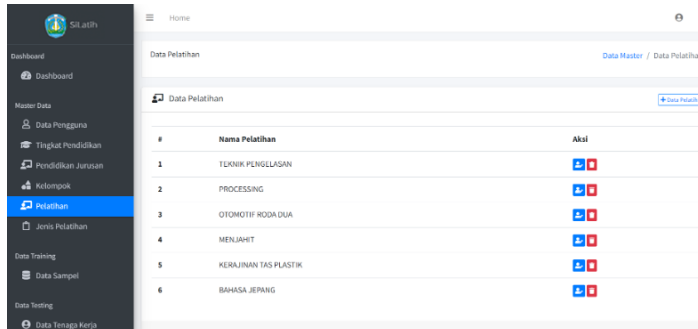 SiLatih
Home
Dashboard
Dashboard
Master Data
Data Pengguna
Tingkat Pendidikan
Pendidikan Jurusan
Kelompok
Pelatihan
Jenis Pelatihan
Data Training
Data Sampel
Data Testing
Data Tenaga Kerja
Data Pelatihan
Data Master / Data Pelatiha
Data Pelatihan
+ Data Pelatih
# Nama Pelatihan Aksi
1 TEKNIK PENGELASAN
2 PROCESSING
3 OTOMOTIF RODA DUA
4 MENJAHIT
5 KERAJINAN TAS PLASTIK
6 BAHASA JEPANG